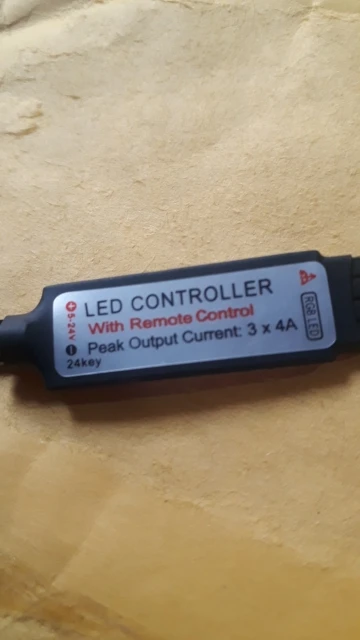 LED CONTROLLER
With Remote Control
Peak Output Current: 3 x 4A
24key
5-24V
RGB LED